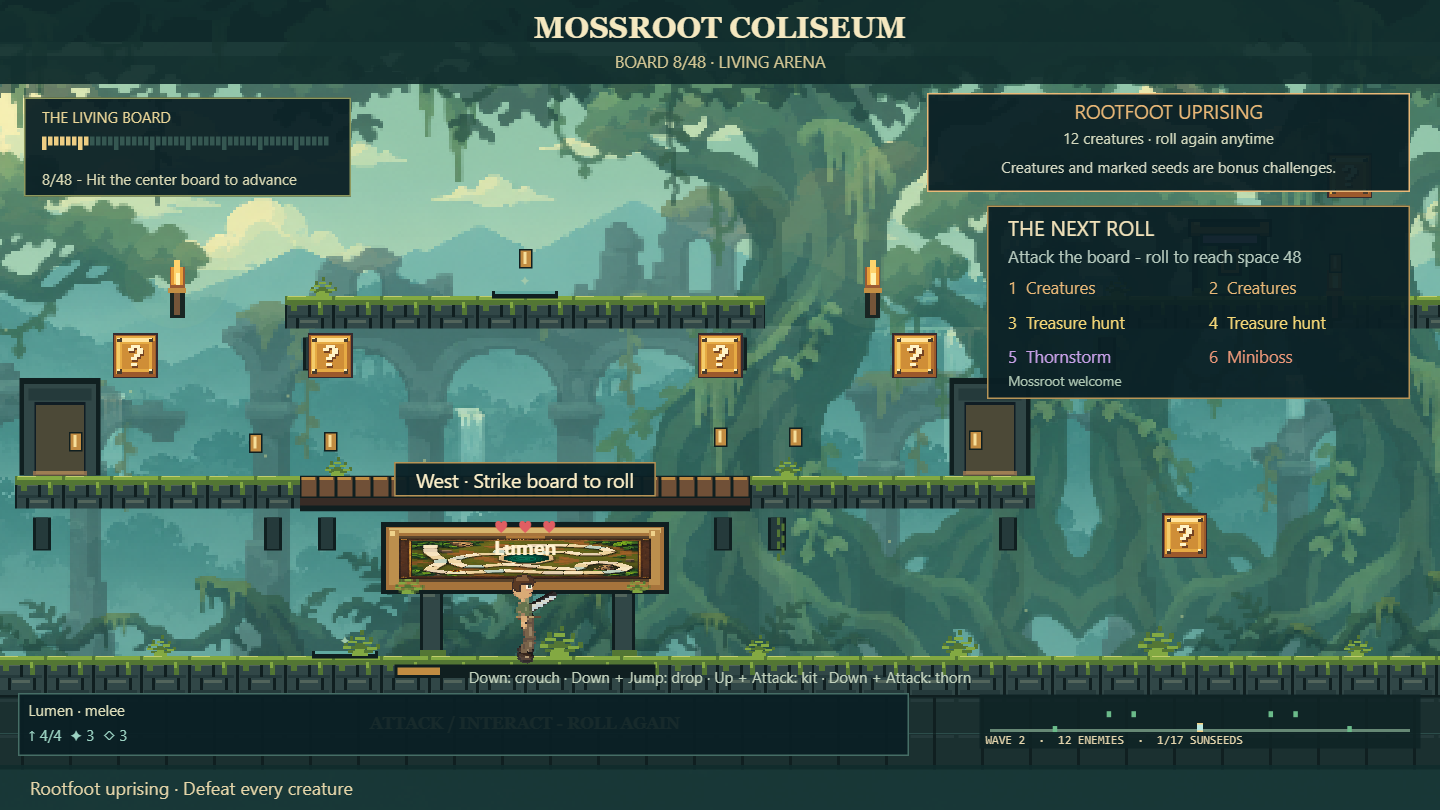 MOSSROOT COLISEUM
BOARD 8/48 · LIVING ARENA
THE LIVING BOARD
8/48 - Hit the center board to advance
ROOTFOOT UPRISING
12 creatures · roll again anytime
Creatures and marked seeds are bonus challenges.
THE NEXT ROLL
Attack the board - roll to reach space 48
1 Creatures
2 Creatures
3 Treasure hunt
4 Treasure hunt
5 Thornstorm
6 Miniboss
Mossroot welcome
?
?
?
?
West · Strike board to roll
?
Lumen
Down: crouch · Down + Jump: drop · Up + Attack: kit · Down + Attack: thorn
Lumen · melee
↑ 4/4 ✦ 3 ◇ 3
ATTACK / INTERACT - ROLL AGAIN
WAVE 2 · 12 ENEMIES · 1/17 SUNSEEDS
Rootfoot uprising · Defeat every creature